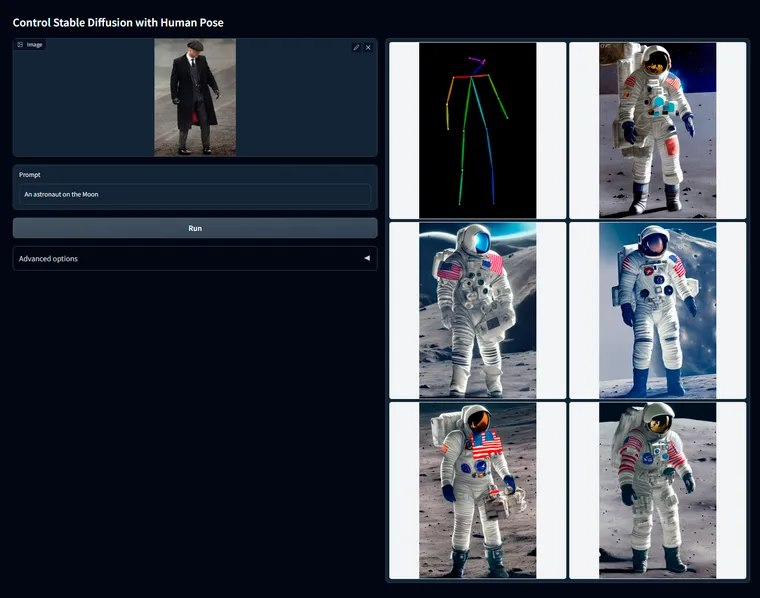 Control Stable Diffusion with Human Pose
Image
Prompt
An astronaut on the Moon
Run
Advanced options